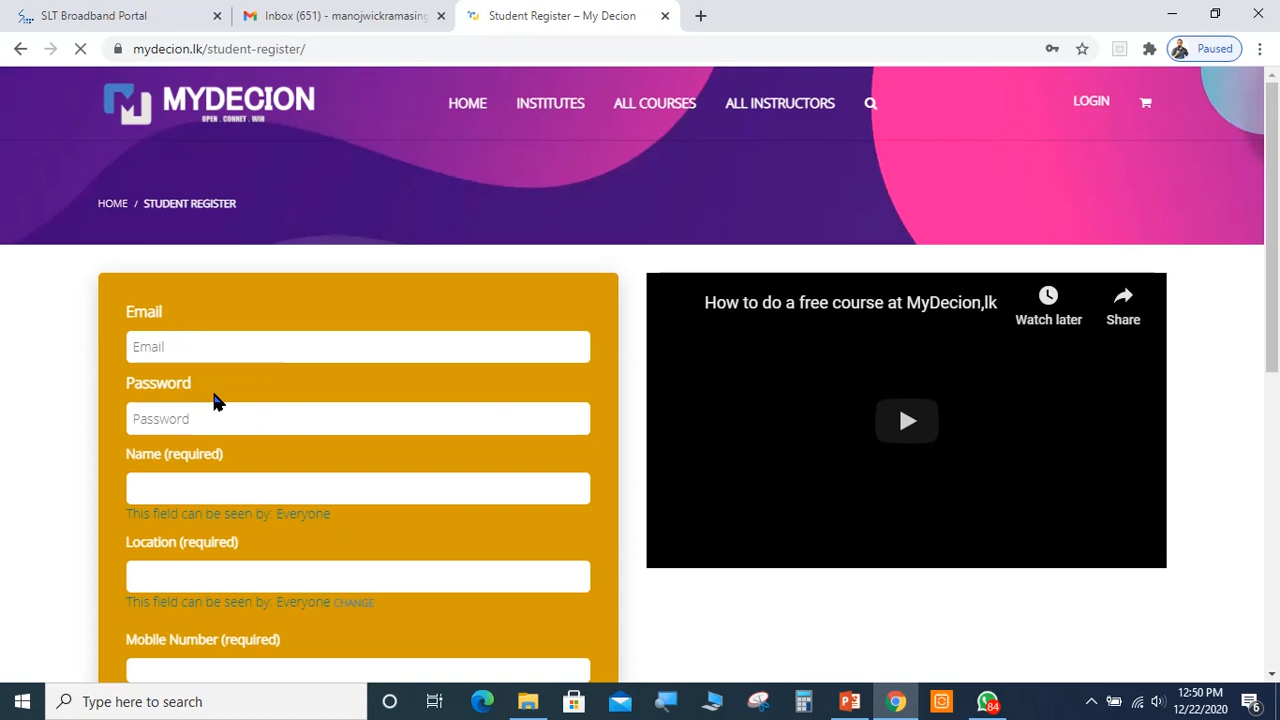 SLT Broadband Portal
Inbox (651) - manojwickramasing
Student Register – My Decion
mydecion.lk/student-register/
Paused
MYDECION
OPEN . CONNET . WIN
HOME
INSTITUTES
ALL COURSES
ALL INSTRUCTORS
LOGIN
HOME / STUDENT REGISTER
Email
Email
Password
Password
Name (required)
This field can be seen by: Everyone
Location (required)
This field can be seen by: Everyone CHANGE
Mobile Number (required)
How to do a free course at MyDecion,lk
Watch later
Share
Type here to search
84
12:50 PM
12/22/2020
6